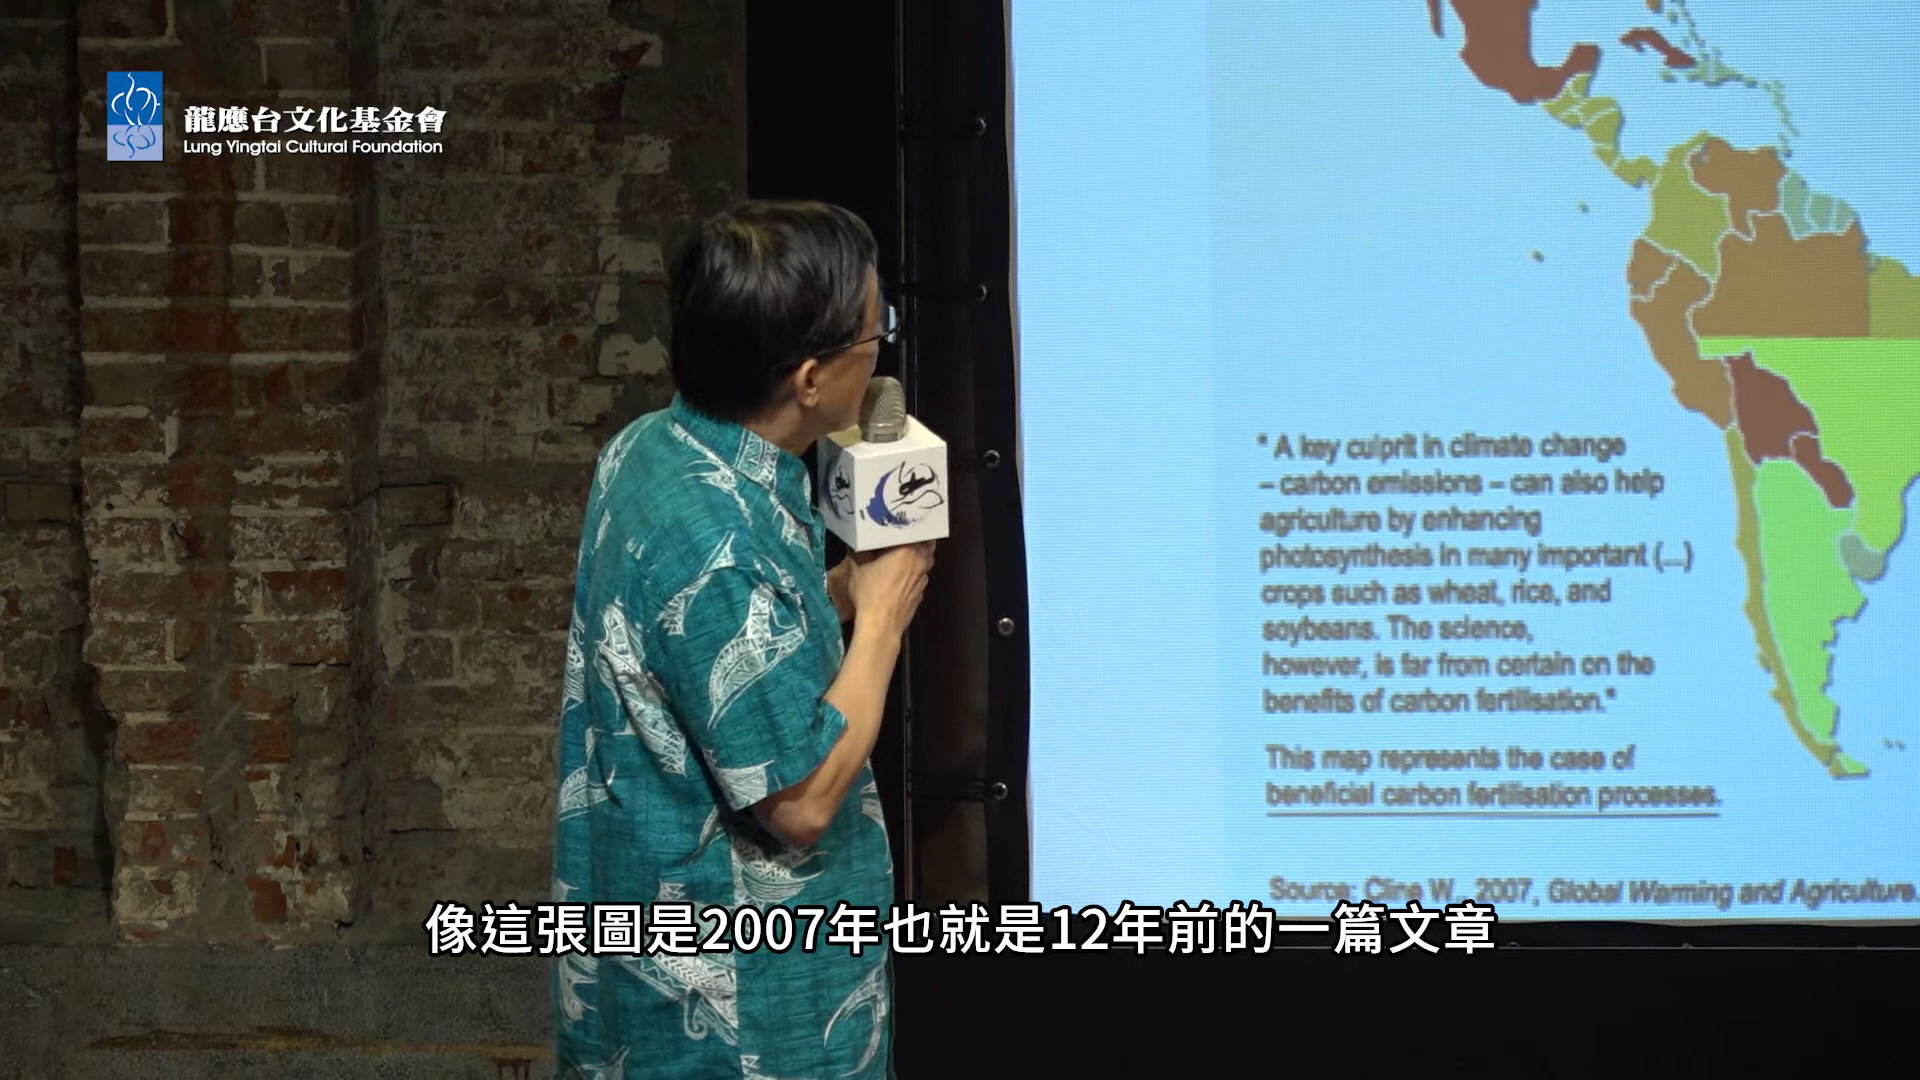 龍應台文化基金會
Lung Yingtai Cultural Foundation
" A key culprit in climate change
– carbon emissions – can also help
agriculture by enhancing
photosynthesis in many important (...)
crops such as wheat, rice, and
soybeans. The science,
however, is far from certain on the
benefits of carbon fertilisation."
This map represents the case of
beneficial carbon fertilisation processes.
Source: Cline W., 2007, Global Warming and Agriculture.
像這張圖是2007年也就是12年前的一篇文章